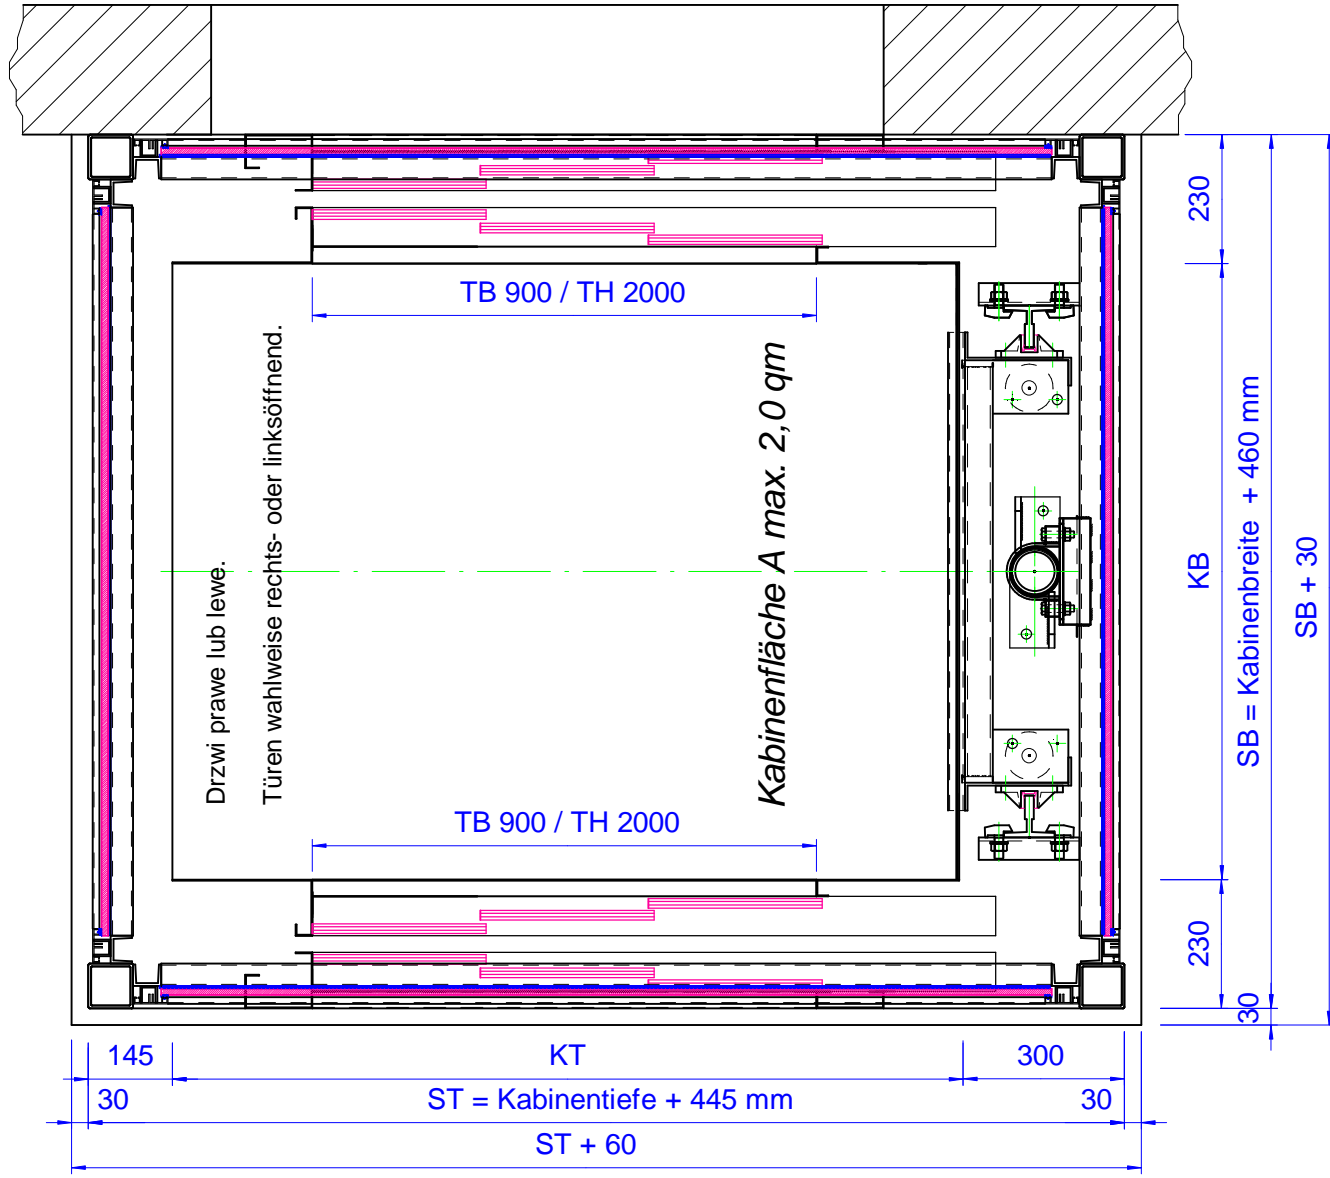 TB 900 / TH 2000
Drzwi prawe lub lewe.
Türen wahlweise rechts- oder linksöffnend.
Kabinenfläche A max. 2,0 qm
TB 900 / TH 2000
230
KB
230
30
SB = Kabinenbreite + 460 mm
SB + 30
145
KT
300
30
ST = Kabinentiefe + 445 mm
30
ST + 60